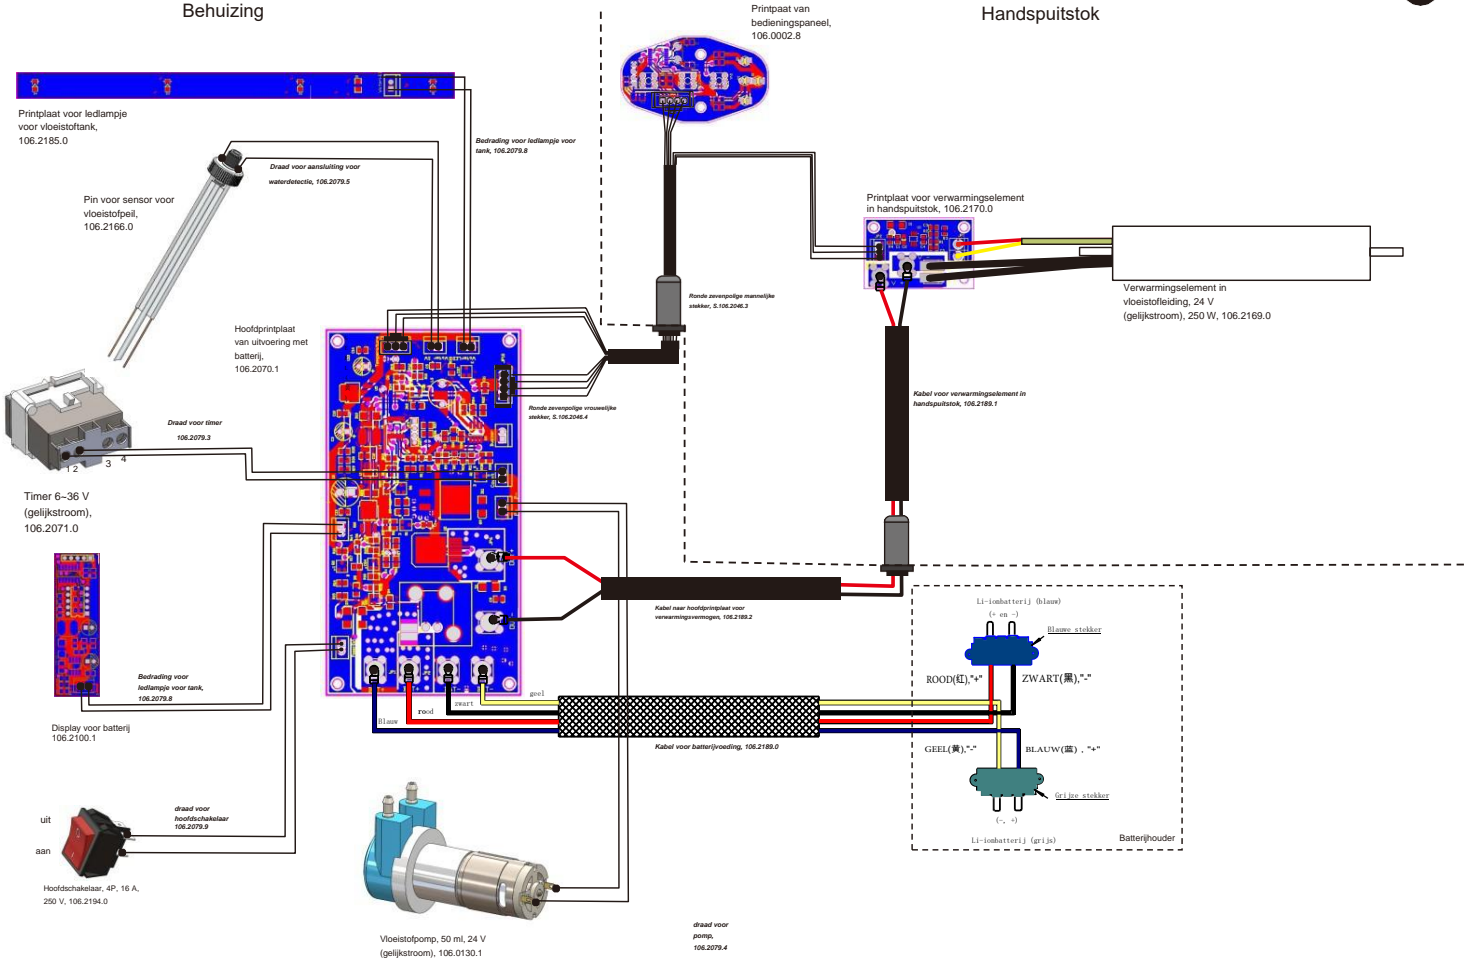 Behuizing
Printpaat van
bedieningspaneel,
106.0002.8
Handspuitstok
Printplaat voor ledlampje
voor vloeistoftank,
106.2185.0
Bedrading voor ledlampje voor
tank, 106.2079.8
Draad voor aansluiting voor
waterdetectie, 106.2079.5
Pin voor sensor voor
vloeistofpeil,
106.2166.0
Printplaat voor verwarmingselement
in handspuitstok, 106.2170.0
Verwarmingselement in
vloeistofleiding, 24 V
(gelijkstroom), 250 W, 106.2169.0
Ronde zevenpolige mannelijke
stekker, S.106.2046.3
Hoofdprintplaat
van uitvoering met
batterij,
106.2070.1
Ronde zevenpolige vrouwelijke
stekker, S.106.2046.4
Kabel voor verwarmingselement in
handspuitstok, 106.2189.1
Draad voor timer
106.2079.3
1 2 3 4
Timer 6~36 V
(gelijkstroom),
106.2071.0
Kabel naar hoofdprintplaat voor
verwarmingsvermogen, 106.2189.2
Li-ionbatterij (blauw)
(+ en -)
Blauwe stekker
ROOD(红),"+"
ZWART(黑),"-"
Bedrading voor
ledlampje voor tank,
106.2079.8
Display voor batterij
106.2100.1
geel
zwart
rood
Blauw
Kabel voor batterijvoeding, 106.2189.0
GEEL(黄),"-"
BLAUW(蓝) , "+"
Grijze stekker
(-, +)
Li-ionbatterij (grijs)
Batterijhouder
uit
aan
draad voor
hoofdschakelaar
106.2079.9
Hoofdschakelaar, 4P, 16 A,
250 V, 106.2194.0
Vloeistofpomp, 50 ml, 24 V
(gelijkstroom), 106.0130.1
draad voor
pomp,
106.2079.4